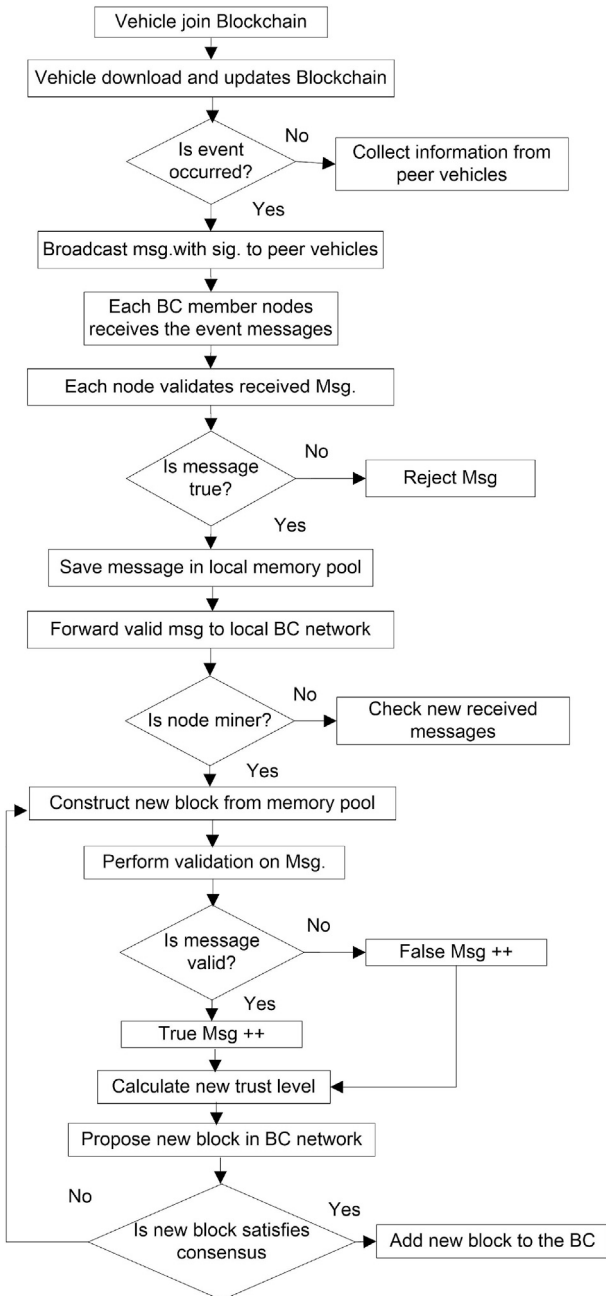 Vehicle join Blockchain
Vehicle download and updates Blockchain
Is event
occurred?
No
Collect information from
peer vehicles
Yes
Broadcast msg.with sig. to peer vehicles
Each BC member nodes
receives the event messages
Each node validates received Msg.
Is message
true?
No
Reject Msg
Yes
Save message in local memory pool
Forward valid msg to local BC network
Is node miner?
No
Check new received
messages
Yes
Construct new block from memory pool
Perform validation on Msg.
Is message
valid?
No
False Msg ++
Yes
True Msg ++
Calculate new trust level
Propose new block in BC network
No
Is new block satisfies
consensus
Yes
Add new block to the BC